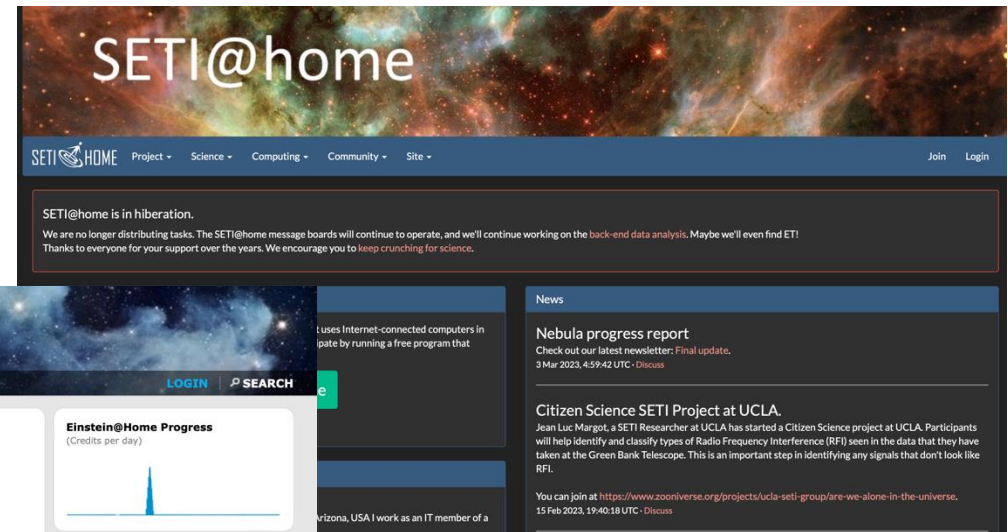 SETI@home
SETI HOME Project Science Computing Community Site Join Login
SETI@home is in hiberation.
We are no longer distributing tasks. The SETI@home message boards will continue to operate, and we'll continue working on the back-end data analysis. Maybe we'll even find ET!
Thanks to everyone for your support over the years. We encourage you to keep crunching for science.
t uses Internet-connected computers in
ipate by running a free program that
e
rizona, USA I work as an IT member of a
News
Nebula progress report
Check out our latest newsletter: Final update.
3 Mar 2023, 4:59:42 UTC · Discuss
Citizen Science SETI Project at UCLA.
Jean Luc Margot, a SETI Researcher at UCLA has started a Citizen Science project at UCLA. Participants
will help identify and classify types of Radio Frequency Interference (RFI) seen in the data that they have
taken at the Green Bank Telescope. This is an important step in identifying any signals that don't look like
RFI.
You can join at https://www.zooniverse.org/projects/ucla-seti-group/are-we-alone-in-the-universe.
15 Feb 2023, 19:40:18 UTC · Discuss
LOGIN SEARCH
Einstein@Home Progress
(Credits per day)